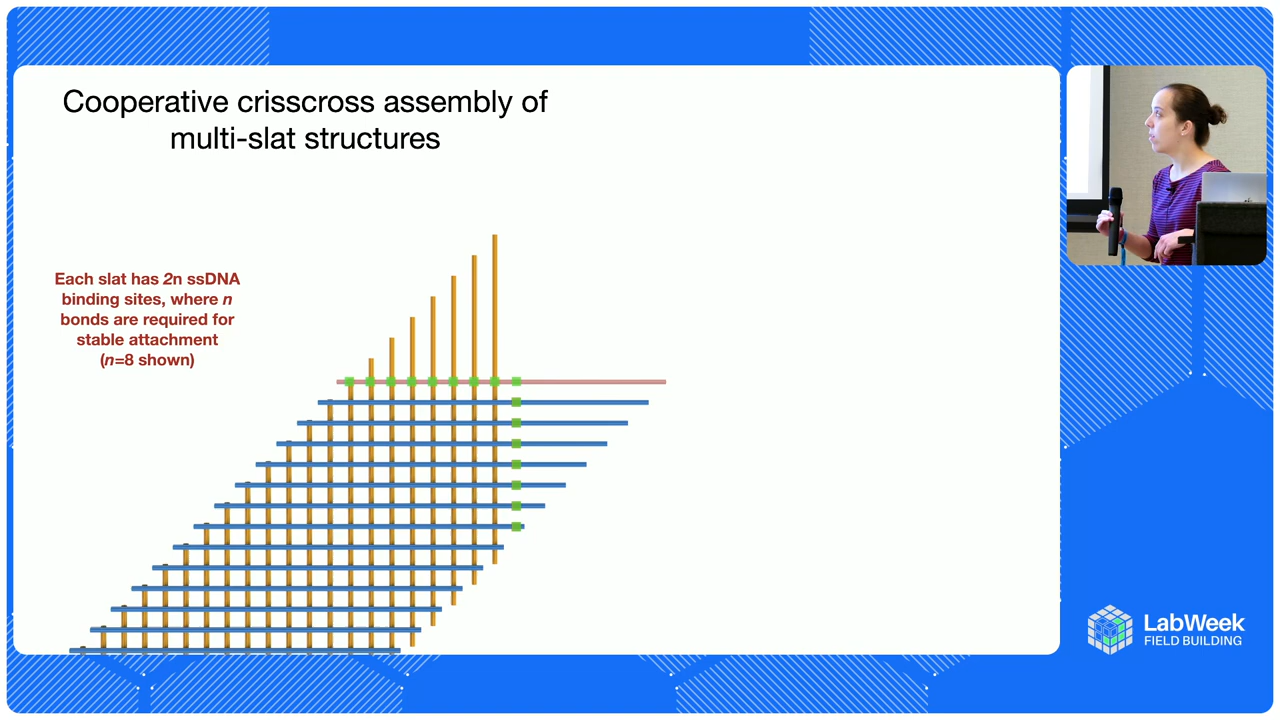 Cooperative crisscross assembly of
multi-slat structures
Each slat has 2n ssDNA
binding sites, where n
bonds are required for
stable attachment
(n=8 shown)
LabWeek
FIELD BUILDING